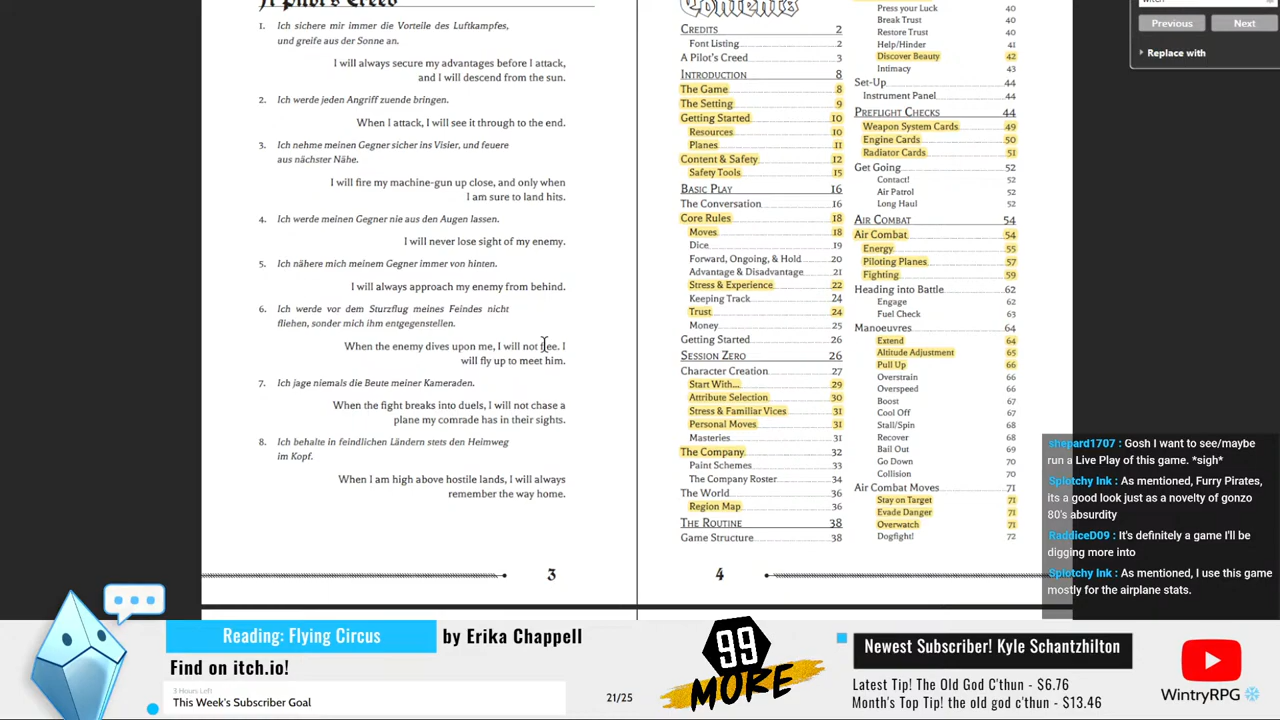 A Pilot's Creed
1. Ich sichere mir immer die Vorteile des Luftkampfes,
und greife aus der Sonne an.
I will always secure my advantages before I attack,
and I will descend from the sun.
2. Ich werde jeden Angriff zuende bringen.
When I attack, I will see it through to the end.
3. Ich nehme meinen Gegner sicher ins Visier, und feuere
aus nächster Nähe.
I will fire my machine-gun up close, and only when
I am sure to land hits.
4. Ich werde meinen Gegner nie aus den Augen lassen.
I will never lose sight of my enemy.
5. Ich nähere mich meinem Gegner immer von hinten.
I will always approach my enemy from behind.
6. Ich werde vor dem Sturzflug meines Feindes nicht
fliehen, sonder mich ihm entgegenstellen.
When the enemy dives upon me, I will not flee. I
will fly up to meet him.
7. Ich jage niemals die Beute meiner Kameraden.
When the fight breaks into duels, I will not chase a
plane my comrade has in their sights.
8. Ich behalte in feindlichen Ländern stets den Heimweg
im Kopf.
When I am high above hostile lands, I will always
remember the way home.
3
Contents
Credits 2
Font Listing 2
A Pilot's Creed 3
Introduction 8
The Game 8
The Setting 9
Getting Started 10
Resources 10
Planes 11
Content & Safety 12
Safety Tools 15
Basic Play 16
The Conversation 16
Core Rules 18
Moves 18
Dice 19
Forward, Ongoing, & Hold 20
Advantage & Disadvantage 21
Stress & Experience 22
Keeping Track 24
Trust 24
Money 25
Getting Started 26
Session Zero 26
Character Creation 27
Start With... 29
Attribute Selection 30
Stress & Familiar Vices 31
Personal Moves 31
Masteries 31
The Company 32
Paint Schemes 33
The Company Roster 34
The World 36
Region Map 36
The Routine 38
Game Structure 38
4
Press your Luck 40
Break Trust 40
Restore Trust 40
Help/Hinder 41
Discover Beauty 42
Intimacy 43
Set-Up 44
Instrument Panel 44
Preflight Checks 44
Weapon System Cards 49
Engine Cards 50
Radiator Cards 51
Get Going 52
Contact! 52
Air Patrol 52
Long Haul 52
Air Combat 54
Air Combat 54
Energy 55
Piloting Planes 57
Fighting 59
Heading into Battle 62
Engage 62
Fuel Check 63
Manoeuvres 64
Extend 64
Altitude Adjustment 65
Pull Up 66
Overstrain 66
Overspeed 66
Boost 67
Cool Off 67
Stall/Spin 68
Recover 68
Bail Out 69
Go Down 70
Collision 70
Air Combat Moves 71
Stay on Target 71
Evade Danger 71
Overwatch 71
Dogfight! 72
Previous
Next
Replace with
shepard1707 : Gosh I want to see/maybe
run a Live Play of this game. *sigh*
Splotchy Ink : As mentioned, Furry Pirates,
its a good look just as a novelty of gonzo
80's absurdity
RaddiceD09 : It's definitely a game I'll be
digging more into
Splotchy Ink : As mentioned, I use this game
mostly for the airplane stats.
Reading: Flying Circus
by Erika Chappell
Find on itch.io!
3 Hours Left
This Week's Subscriber Goal
21/25
99
MORE
Newest Subscriber! Kyle Schantzhilton
Latest Tip! The Old God C'thun - $6.76
Month's Top Tip! the old god c'thun - $13.46
WintryRPG